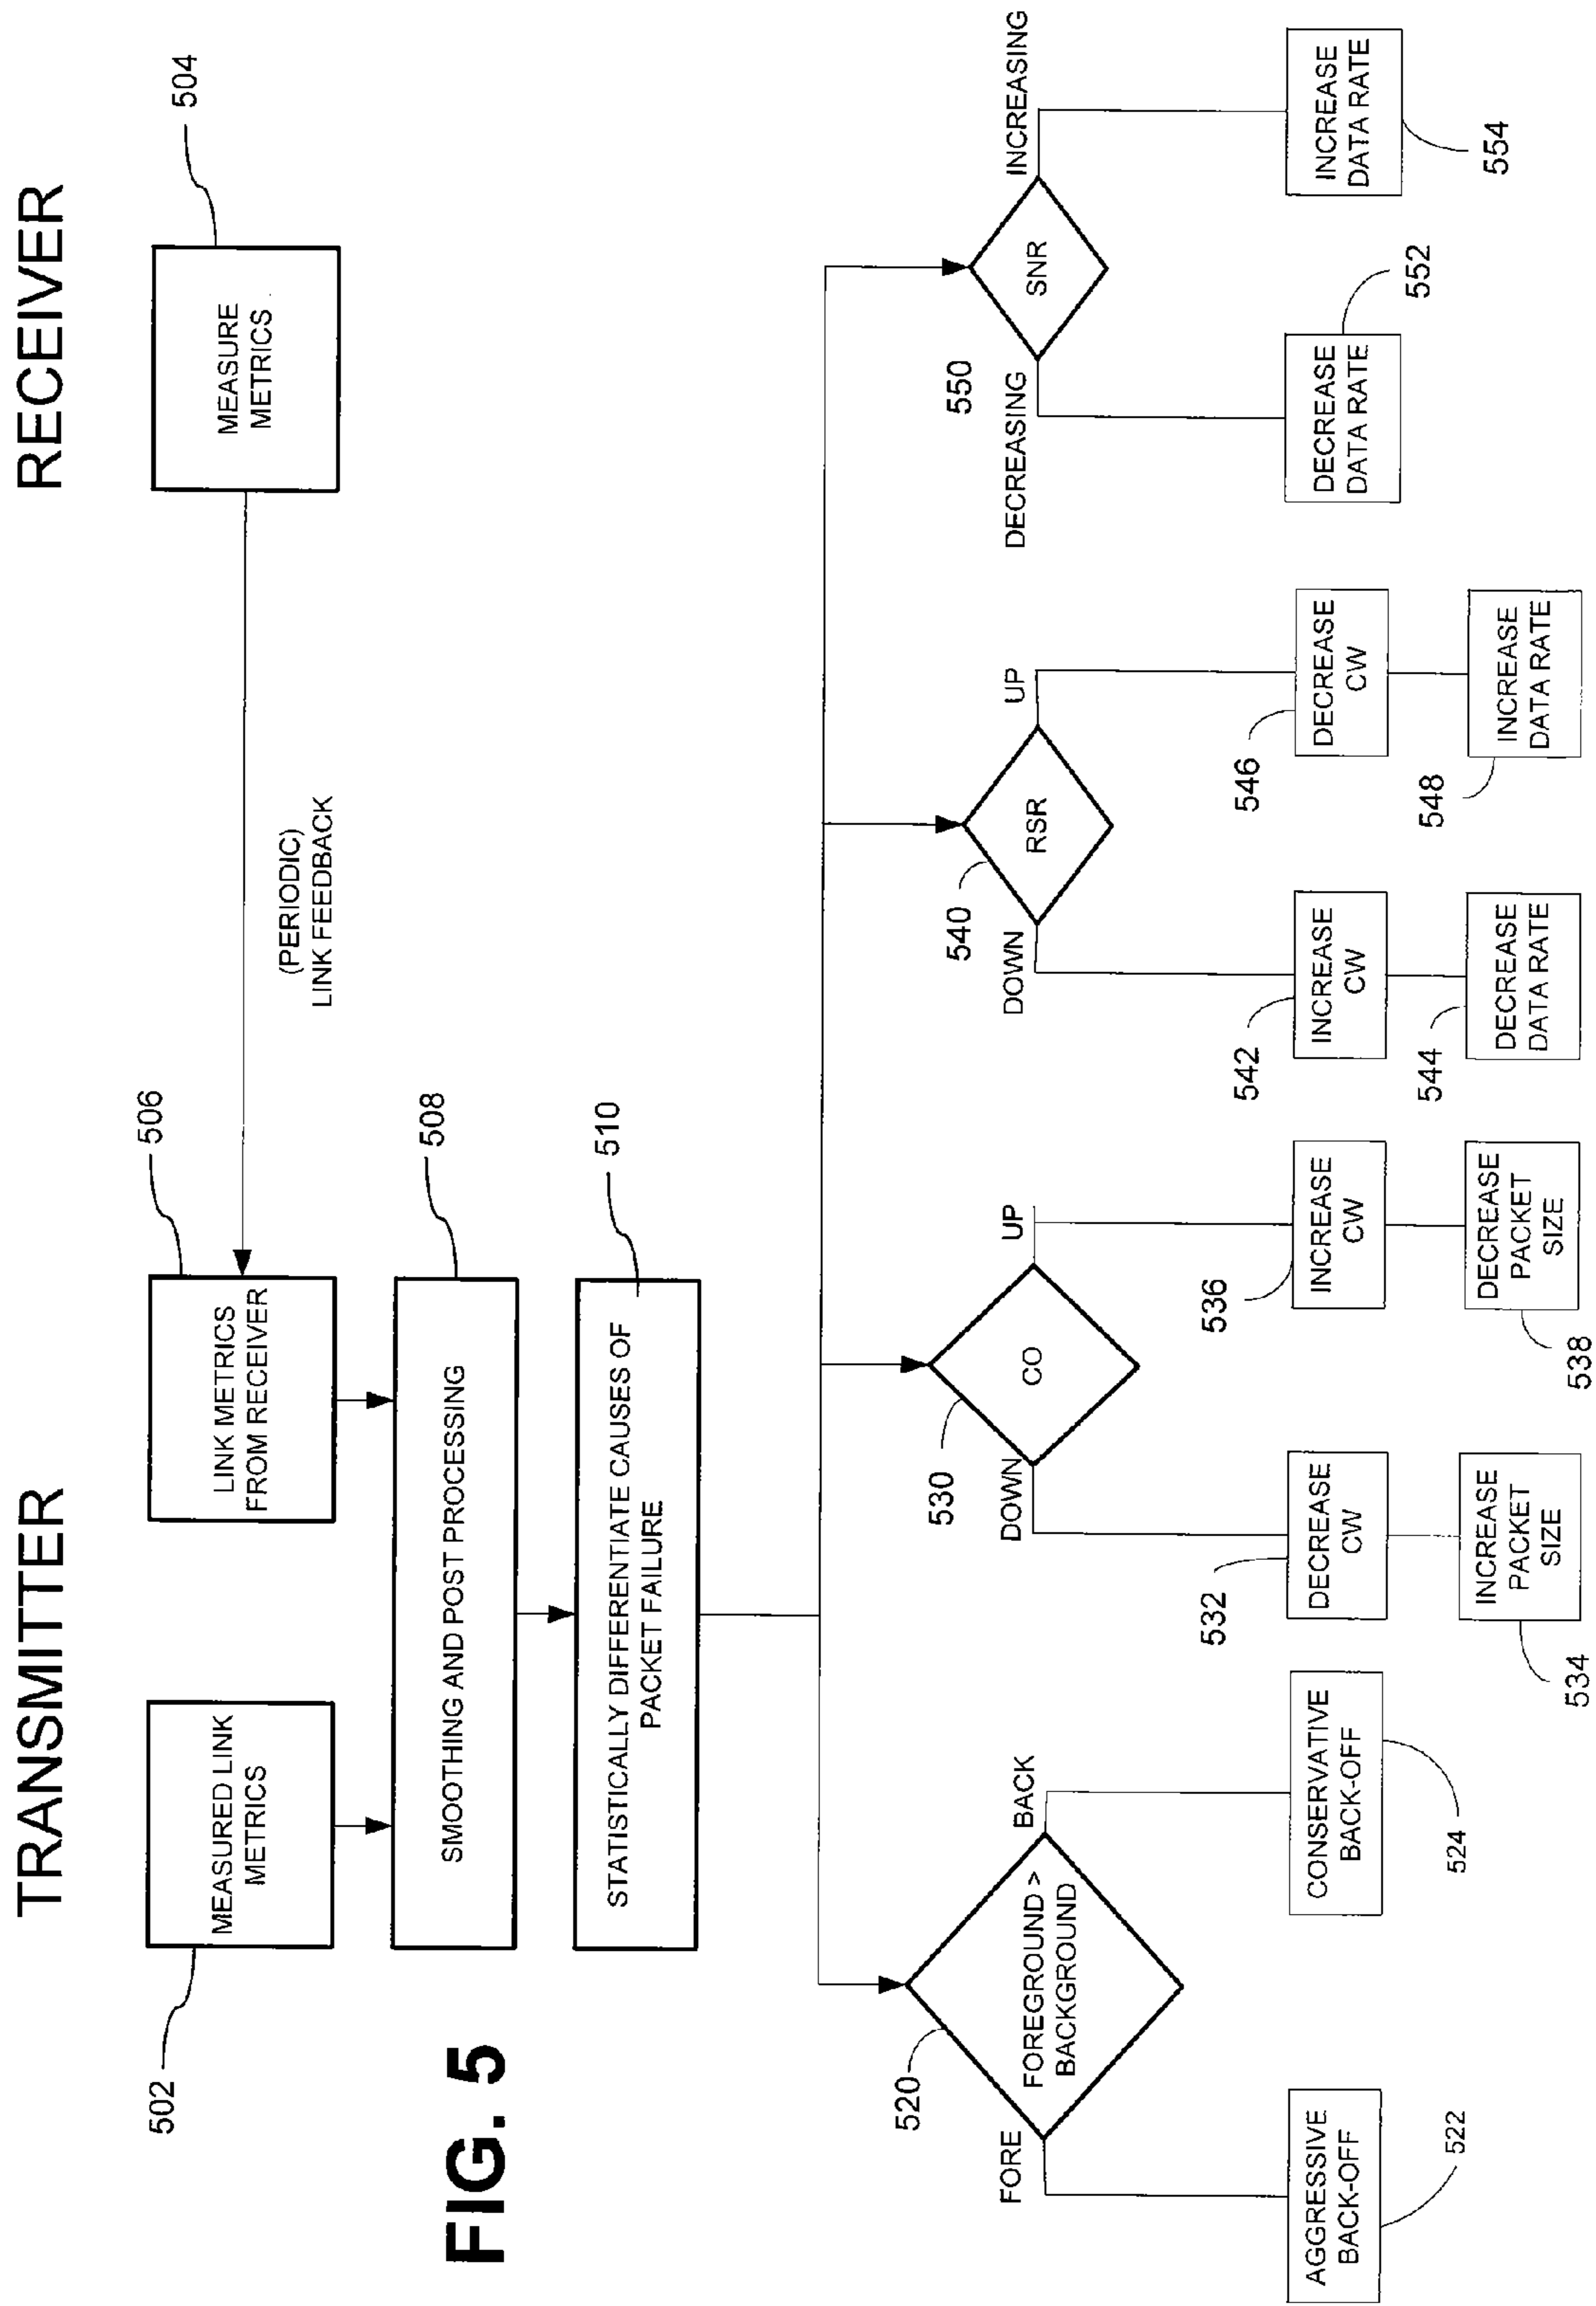 TRANSMITTER
RECEIVER
502
MEASURED LINK
METRICS
506
LINK METRICS
FROM RECEIVER
(PERIODIC)
LINK FEEDBACK
504
MEASURE
METRICS
508
SMOOTHING AND POST PROCESSING
510
STATISTICALLY DIFFERENTIATE CAUSES OF
PACKET FAILURE
FIG. 5
520
FOREGROUND >
BACKGROUND
FORE
BACK
AGGRESSIVE
BACK-OFF
522
CONSERVATIVE
BACK-OFF
524
530
CO
DOWN
UP
532
DECREASE
CW
INCREASE
PACKET
SIZE
534
536
INCREASE
CW
DECREASE
PACKET
SIZE
538
540
RSR
DOWN
UP
542
INCREASE
CW
544
DECREASE
DATA RATE
546
DECREASE
CW
548
INCREASE
DATA RATE
550
SNR
DECREASING
INCREASING
DECREASE
DATA RATE
552
INCREASE
DATA RATE
554